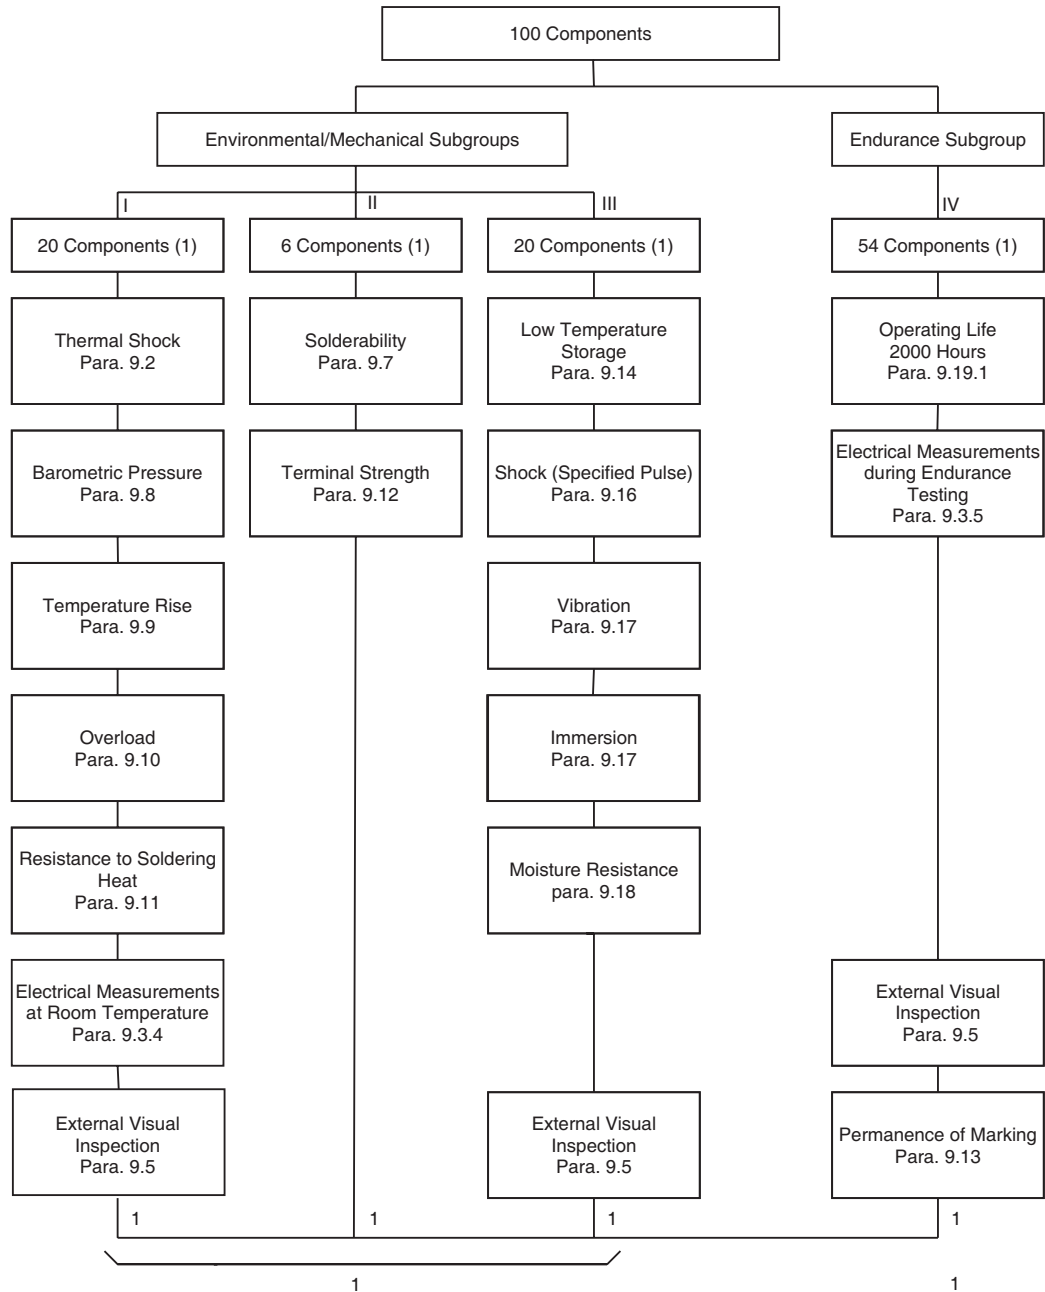 100 Components
Environmental/Mechanical Subgroups
Endurance Subgroup
I
II
III
IV
20 Components (1)
6 Components (1)
20 Components (1)
54 Components (1)
Thermal Shock
Para. 9.2
Solderability
Para. 9.7
Low Temperature
Storage
Para. 9.14
Operating Life
2000 Hours
Para. 9.19.1
Barometric Pressure
Para. 9.8
Terminal Strength
Para. 9.12
Shock (Specified Pulse)
Para. 9.16
Electrical Measurements
during Endurance
Testing
Para. 9.3.5
Temperature Rise
Para. 9.9
Vibration
Para. 9.17
Overload
Para. 9.10
Immersion
Para. 9.17
Resistance to Soldering
Heat
Para. 9.11
Moisture Resistance
para. 9.18
Electrical Measurements
at Room Temperature
Para. 9.3.4
External Visual
Inspection
Para. 9.5
External Visual
Inspection
Para. 9.5
External Visual
Inspection
Para. 9.5
Permanence of Marking
Para. 9.13
1
1
1
1
1
1